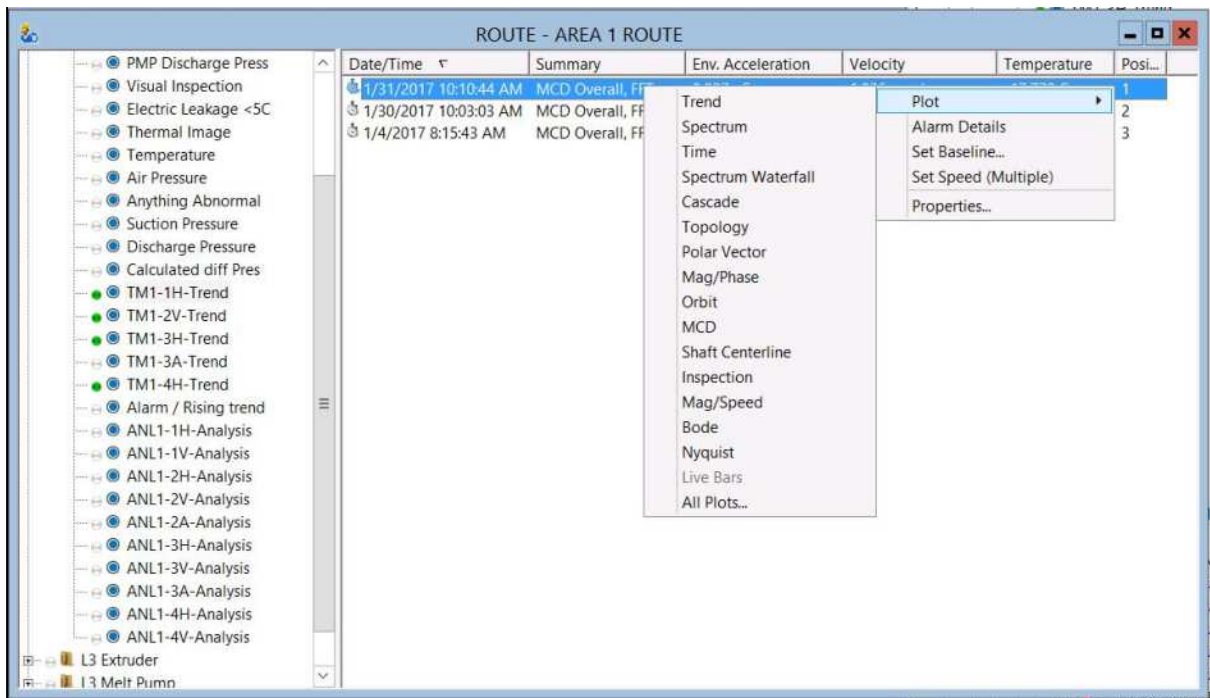 ROUTE - AREA 1 ROUTE
PMP Discharge Press
Visual Inspection
Electric Leakage <5C
Thermal Image
Temperature
Air Pressure
Anything Abnormal
Suction Pressure
Discharge Pressure
Calculated diff Pres
TM1-1H-Trend
TM1-2V-Trend
TM1-3H-Trend
TM1-3A-Trend
TM1-4H-Trend
Alarm / Rising trend
ANL1-1H-Analysis
ANL1-1V-Analysis
ANL1-2H-Analysis
ANL1-2V-Analysis
ANL1-2A-Analysis
ANL1-3H-Analysis
ANL1-3V-Analysis
ANL1-3A-Analysis
ANL1-4H-Analysis
ANL1-4V-Analysis
L3 Extruder
L3 Melt Pump
Date/Time Summary Env. Acceleration Velocity Temperature Posi...
1/31/2017 10:10:44 AM MCD Overall, FFT 1
1/30/2017 10:03:03 AM MCD Overall, FF 2
1/4/2017 8:15:43 AM MCD Overall, FF 3
Trend
Spectrum
Time
Spectrum Waterfall
Cascade
Topology
Polar Vector
Mag/Phase
Orbit
MCD
Shaft Centerline
Inspection
Mag/Speed
Bode
Nyquist
Live Bars
All Plots...
Plot
Alarm Details
Set Baseline...
Set Speed (Multiple)
Properties...